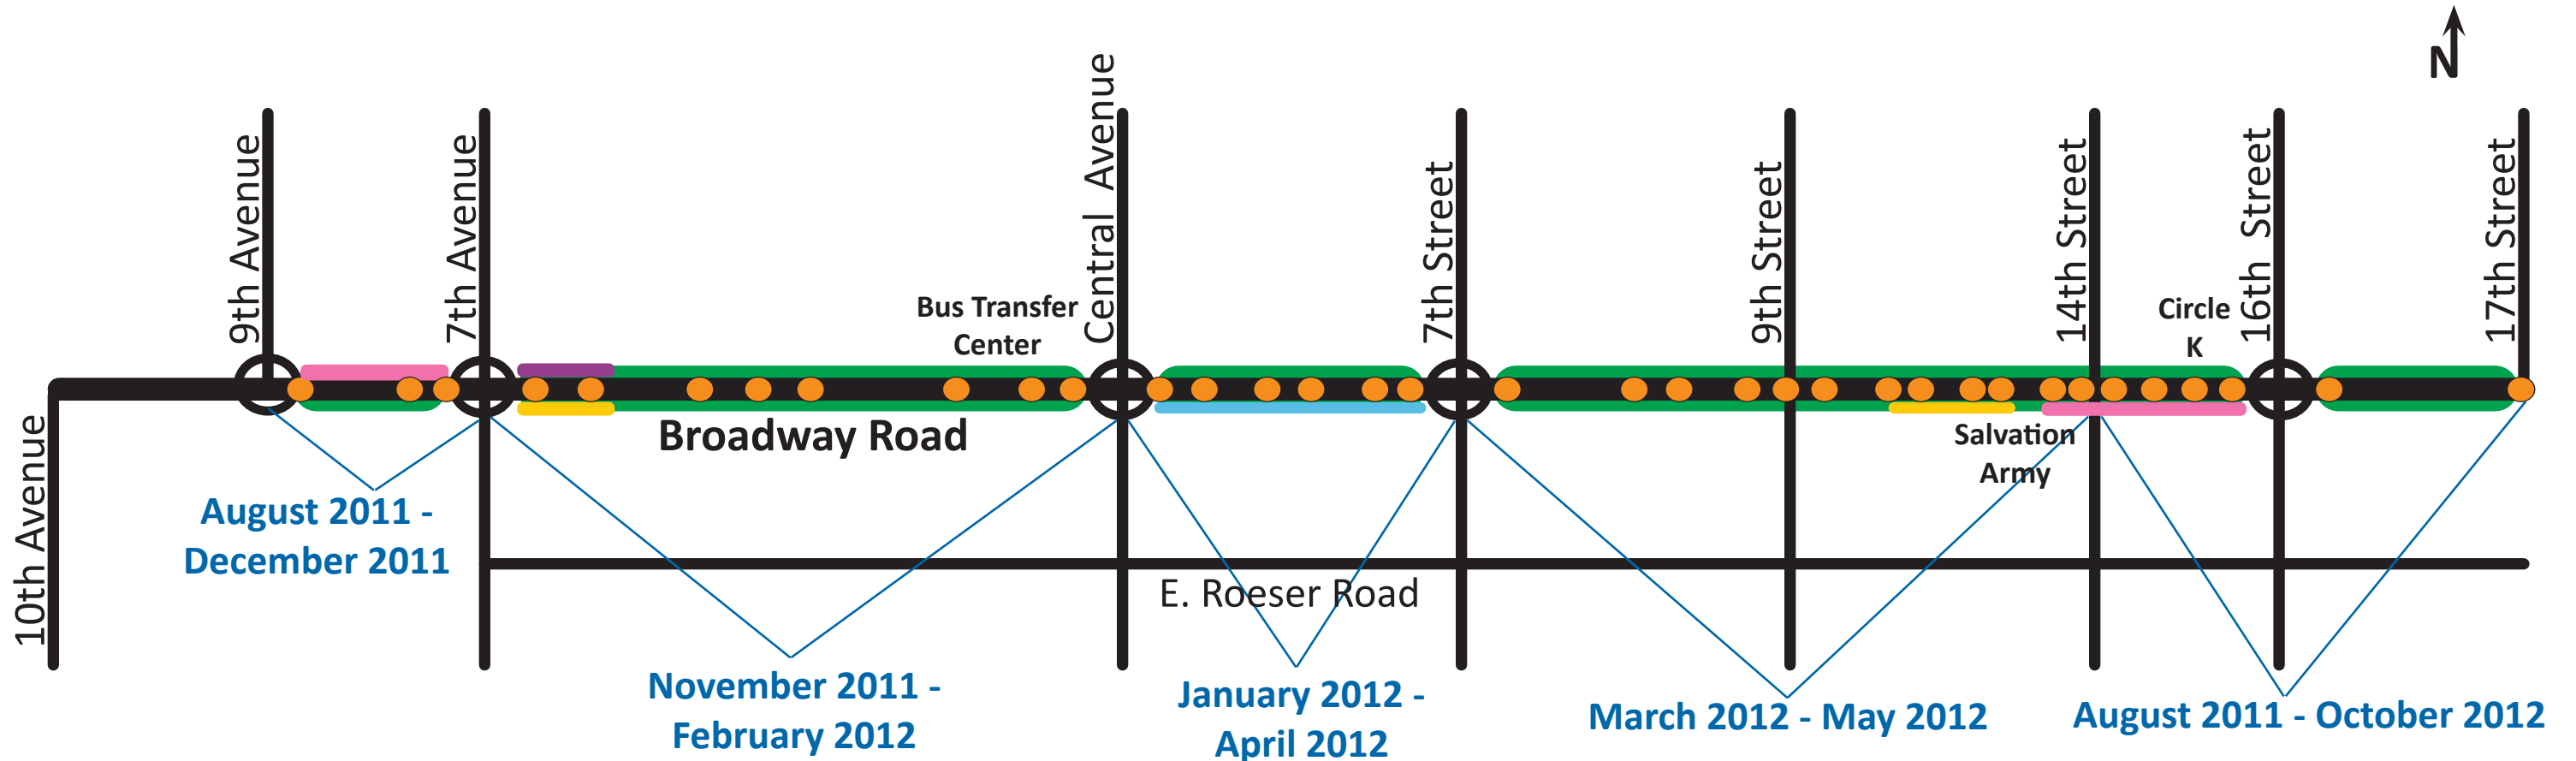 N
9th Avenue
7th Avenue
Central Avenue
7th Street
9th Street
14th Street
16th Street
17th Street
Bus Transfer
Center
Circle
K
10th Avenue
Broadway Road
Salvation
Army
August 2011 -
December 2011
E. Roeser Road
November 2011 -
February 2012
January 2012 -
April 2012
March 2012 - May 2012
August 2011 - October 2012